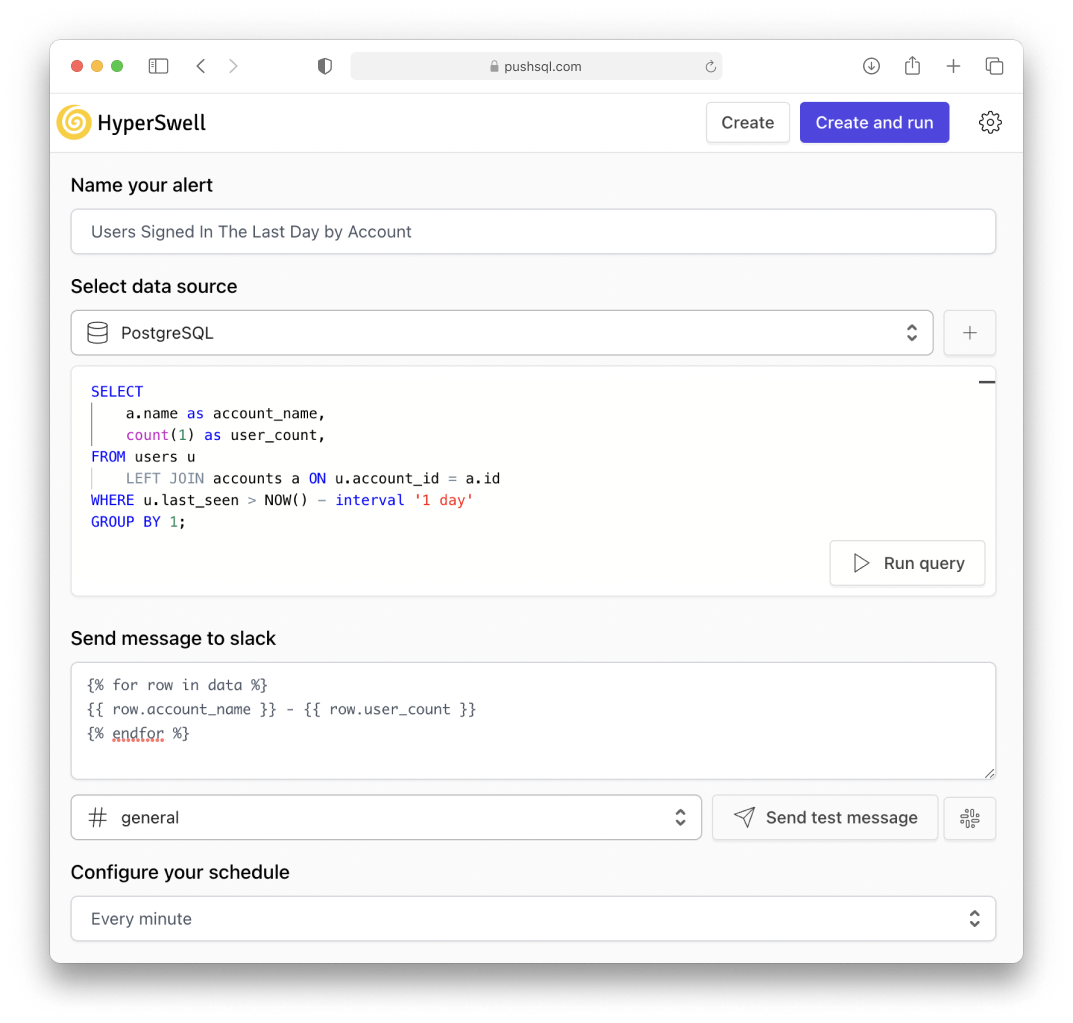 pushsql.com
HyperSwell
Create
Create and run
Name your alert
Users Signed In The Last Day by Account
Select data source
PostgreSQL
SELECT
    a.name as account_name,
    count(1) as user_count,
FROM users u
    LEFT JOIN accounts a ON u.account_id = a.id
WHERE u.last_seen > NOW() - interval '1 day'
GROUP BY 1;
Run query
Send message to slack
{% for row in data %}
{{ row.account_name }} - {{ row.user_count }}
{% endfor %}
# general
Send test message
Configure your schedule
Every minute